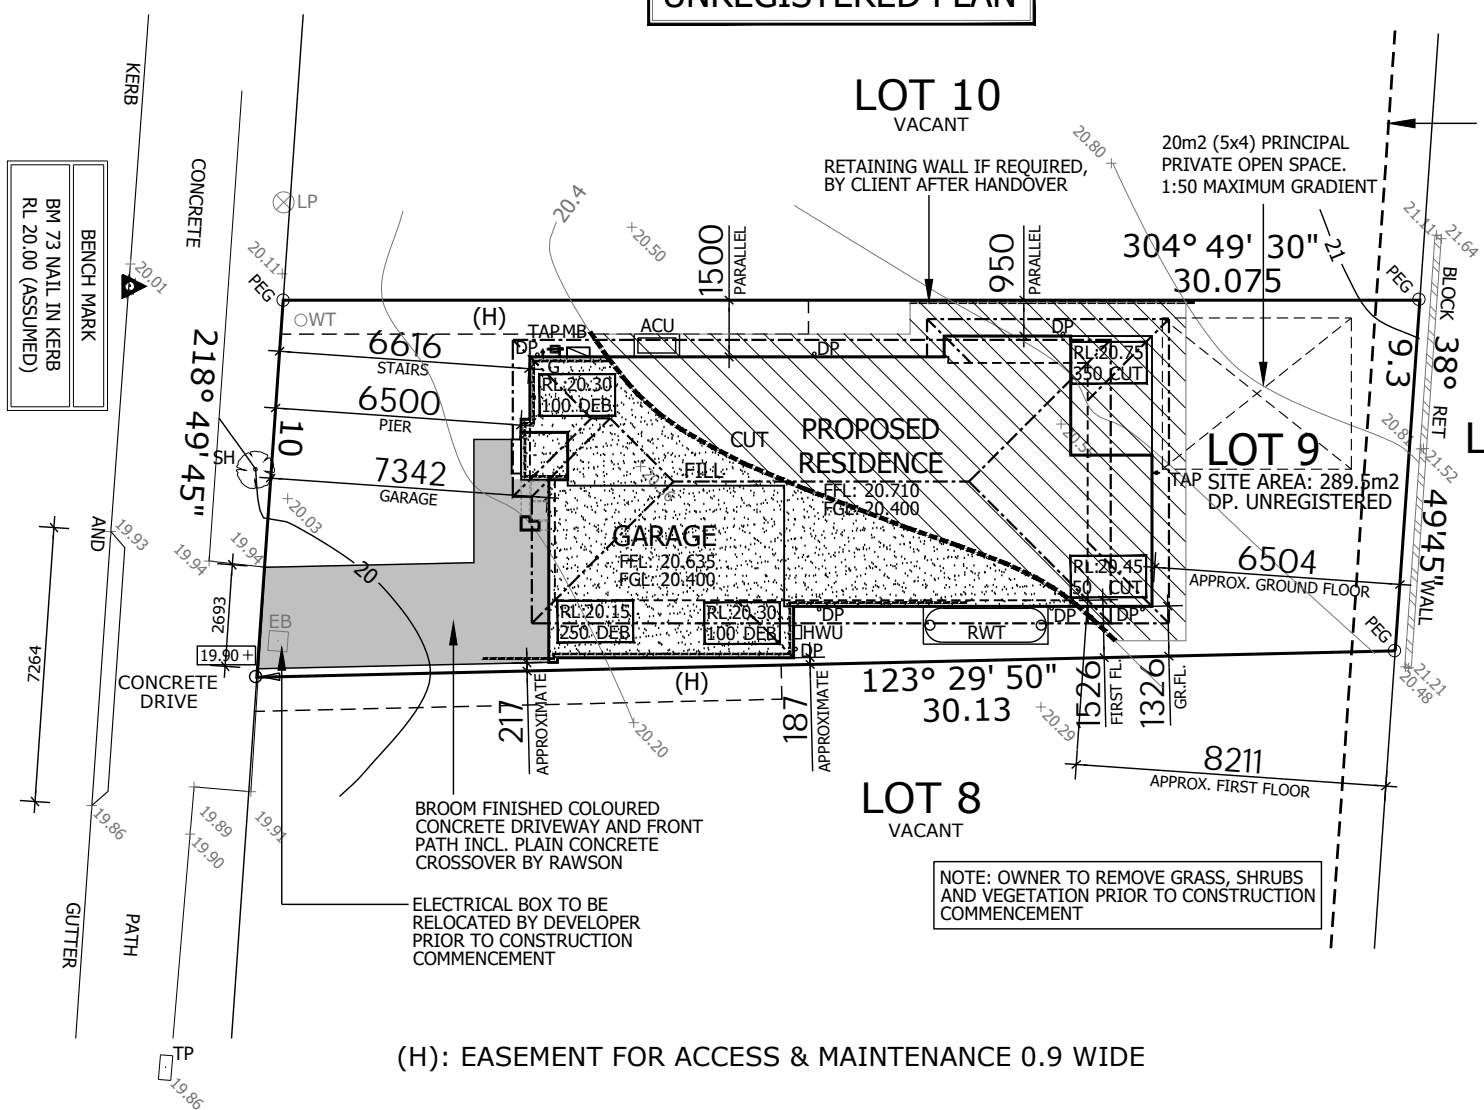 UNREGISTERED PLAN
LOT 10
VACANT
RETAINING WALL IF REQUIRED,
BY CLIENT AFTER HANDOVER
20m2 (5x4) PRINCIPAL
PRIVATE OPEN SPACE.
1:50 MAXIMUM GRADIENT
304° 49' 30"
30.075
KERB
CONCRETE
AND
GUTTER
PATH
BENCH MARK
BM 73 NAIL IN KERB
RL 20.00 (ASSUMED)
20.01
LP
20.11
PEG
WT
218° 49' 45"
10
SH
20.03
20
19.93
19.94
19.94
2693
7264
EB
19.90
CONCRETE
DRIVE
19.86
19.89
19.90
19.91
TP
19.86
20.4
20.50
20.80
21
21.11
21.64
PEG
BLOCK
RET
WALL
38° 49'45"
9.3
20.81
21.52
L
(H)
6616
STAIRS
6500
PIER
7342
GARAGE
1500
PARALLEL
950
PARALLEL
TAP
MB
ACU
DP
G
DP
DP
RL:20.30
100 DEB
RL:20.75
350 CUT
CUT
FILL
PROPOSED
RESIDENCE
FFL: 20.710
FGL: 20.400
GARAGE
FFL: 20.635
FGL: 20.400
LOT 9
TAP
SITE AREA: 289.5m2
DP. UNREGISTERED
6504
APPROX. GROUND FLOOR
RL:20.45
50 CUT
RL:20.15
250 DEB
RL:20.30
100 DEB
HWU
DP
DP
RWT
DP
DP
PEG
21.21
20.48
(H)
217
APPROXIMATE
187
APPROXIMATE
123° 29' 50"
30.13
20.20
20.29
1526
FIRST FL.
1326
GR.FL.
8211
APPROX. FIRST FLOOR
LOT 8
VACANT
BROOM FINISHED COLOURED
CONCRETE DRIVEWAY AND FRONT
PATH INCL. PLAIN CONCRETE
CROSSOVER BY RAWSON
ELECTRICAL BOX TO BE
RELOCATED BY DEVELOPER
PRIOR TO CONSTRUCTION
COMMENCEMENT
NOTE: OWNER TO REMOVE GRASS, SHRUBS
AND VEGETATION PRIOR TO CONSTRUCTION
COMMENCEMENT
(H): EASEMENT FOR ACCESS & MAINTENANCE 0.9 WIDE